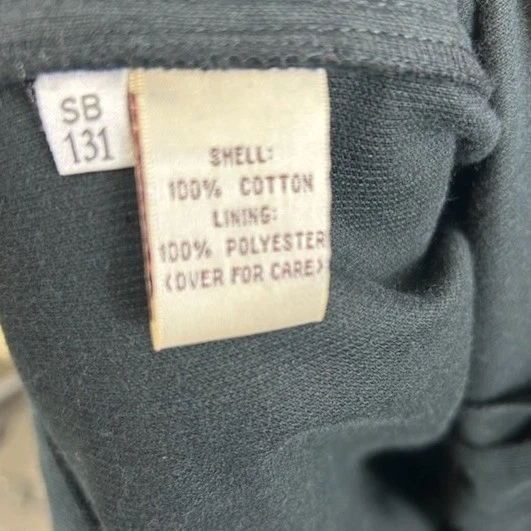 SB
131
SHELL:
100% COTTON
LINING:
100% POLYESTER
(OVER FOR CARE)